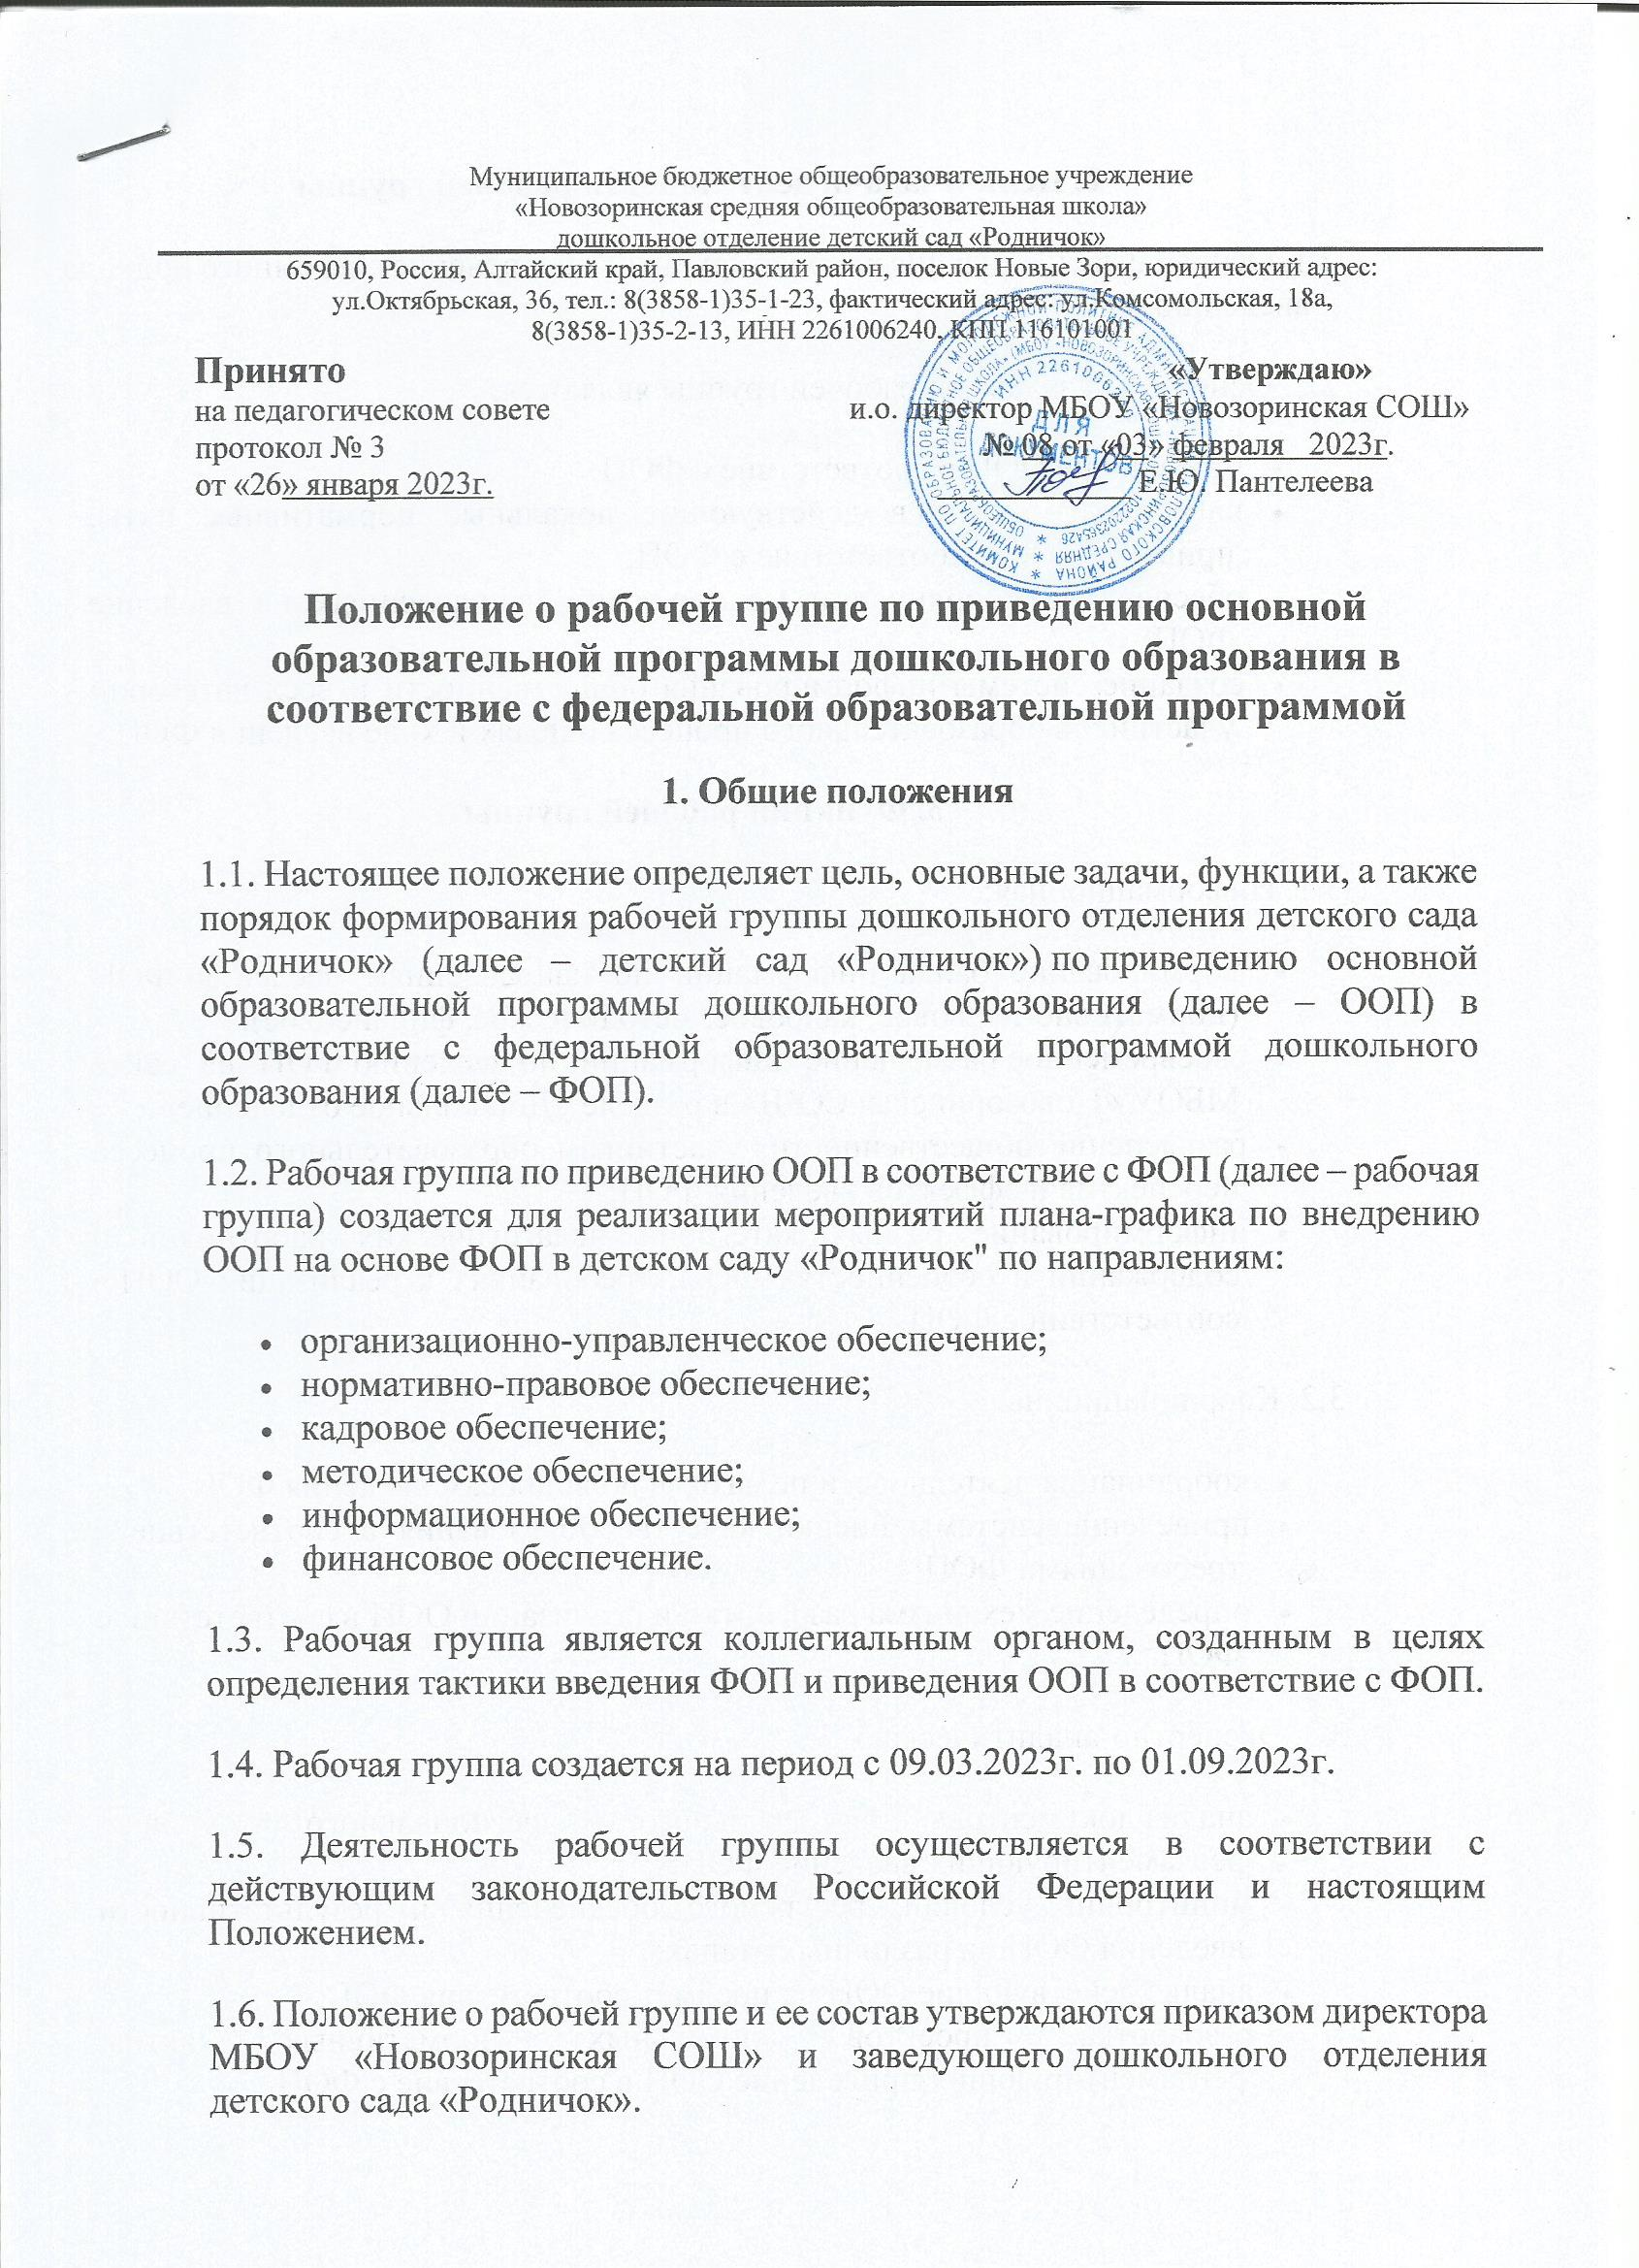 Муниципальное бюджетное общеобразовательное учреждение
«Новозоринская средняя общеобразовательная школа»
дошкольное отделение детский сад «Родничок»
659010, Россия, Алтайский край, Павловский район, поселок Новые Зори, юридический адрес:
ул.Октябрьская, 36, тел.: 8(3858-1)35-1-23, фактический адрес: ул.Комсомольская, 18а,
8(3858-1)35-2-13, ИНН 2261006240, КПП 116101001
Принято
на педагогическом совете
протокол № 3
от «26» января 2023г.
«Утверждаю»
и.о. директор МБОУ «Новозоринская СОШ»
№ 08 от «03» февраля 2023г.
Е.Ю. Пантелеева
ИНН 2261006240
ДЛЯ
ДОКУМЕНТОВ
Положение о рабочей группе по приведению основной
образовательной программы дошкольного образования в
соответствие с федеральной образовательной программой
1. Общие положения
1.1. Настоящее положение определяет цель, основные задачи, функции, а также
порядок формирования рабочей группы дошкольного отделения детского сада
«Родничок» (далее – детский сад «Родничок») по приведению основной
образовательной программы дошкольного образования (далее – ООП) в
соответствие с федеральной образовательной программой дошкольного
образования (далее – ФОП).
1.2. Рабочая группа по приведению ООП в соответствие с ФОП (далее – рабочая
группа) создается для реализации мероприятий плана-графика по внедрению
ООП на основе ФОП в детском саду «Родничок" по направлениям:
• организационно-управленческое обеспечение;
• нормативно-правовое обеспечение;
• кадровое обеспечение;
• методическое обеспечение;
• информационное обеспечение;
• финансовое обеспечение.
1.3. Рабочая группа является коллегиальным органом, созданным в целях
определения тактики введения ФОП и приведения ООП в соответствие с ФОП.
1.4. Рабочая группа создается на период с 09.03.2023г. по 01.09.2023г.
1.5. Деятельность рабочей группы осуществляется в соответствии с
действующим законодательством Российской Федерации и настоящим
Положением.
1.6. Положение о рабочей группе и ее состав утверждаются приказом директора
МБОУ «Новозоринская СОШ» и заведующего дошкольного отделения
детского сада «Родничок».